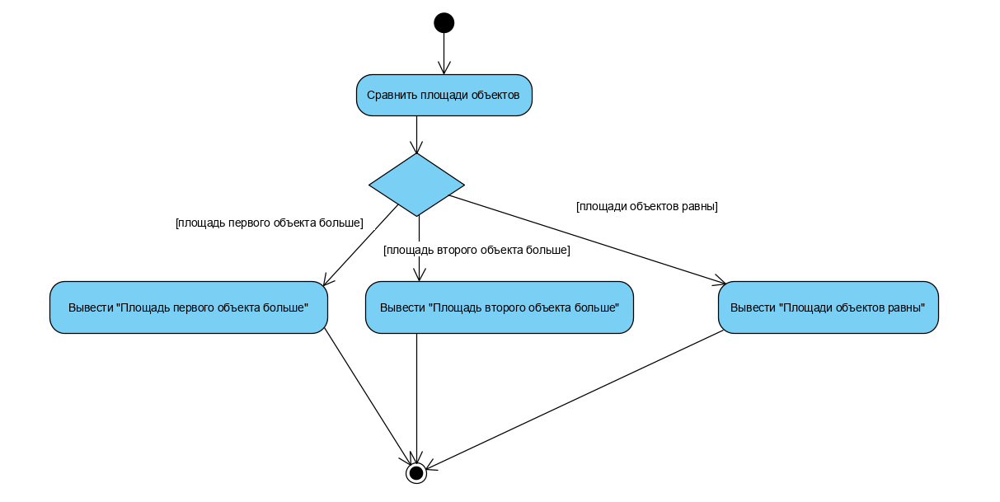 Сравнить площади объектов
[площади объектов равны]
[площадь первого объекта больше]
[площадь второго объекта больше]
Вывести "Площадь первого объекта больше"
Вывести "Площадь второго объекта больше"
Вывести "Площади объектов равны"